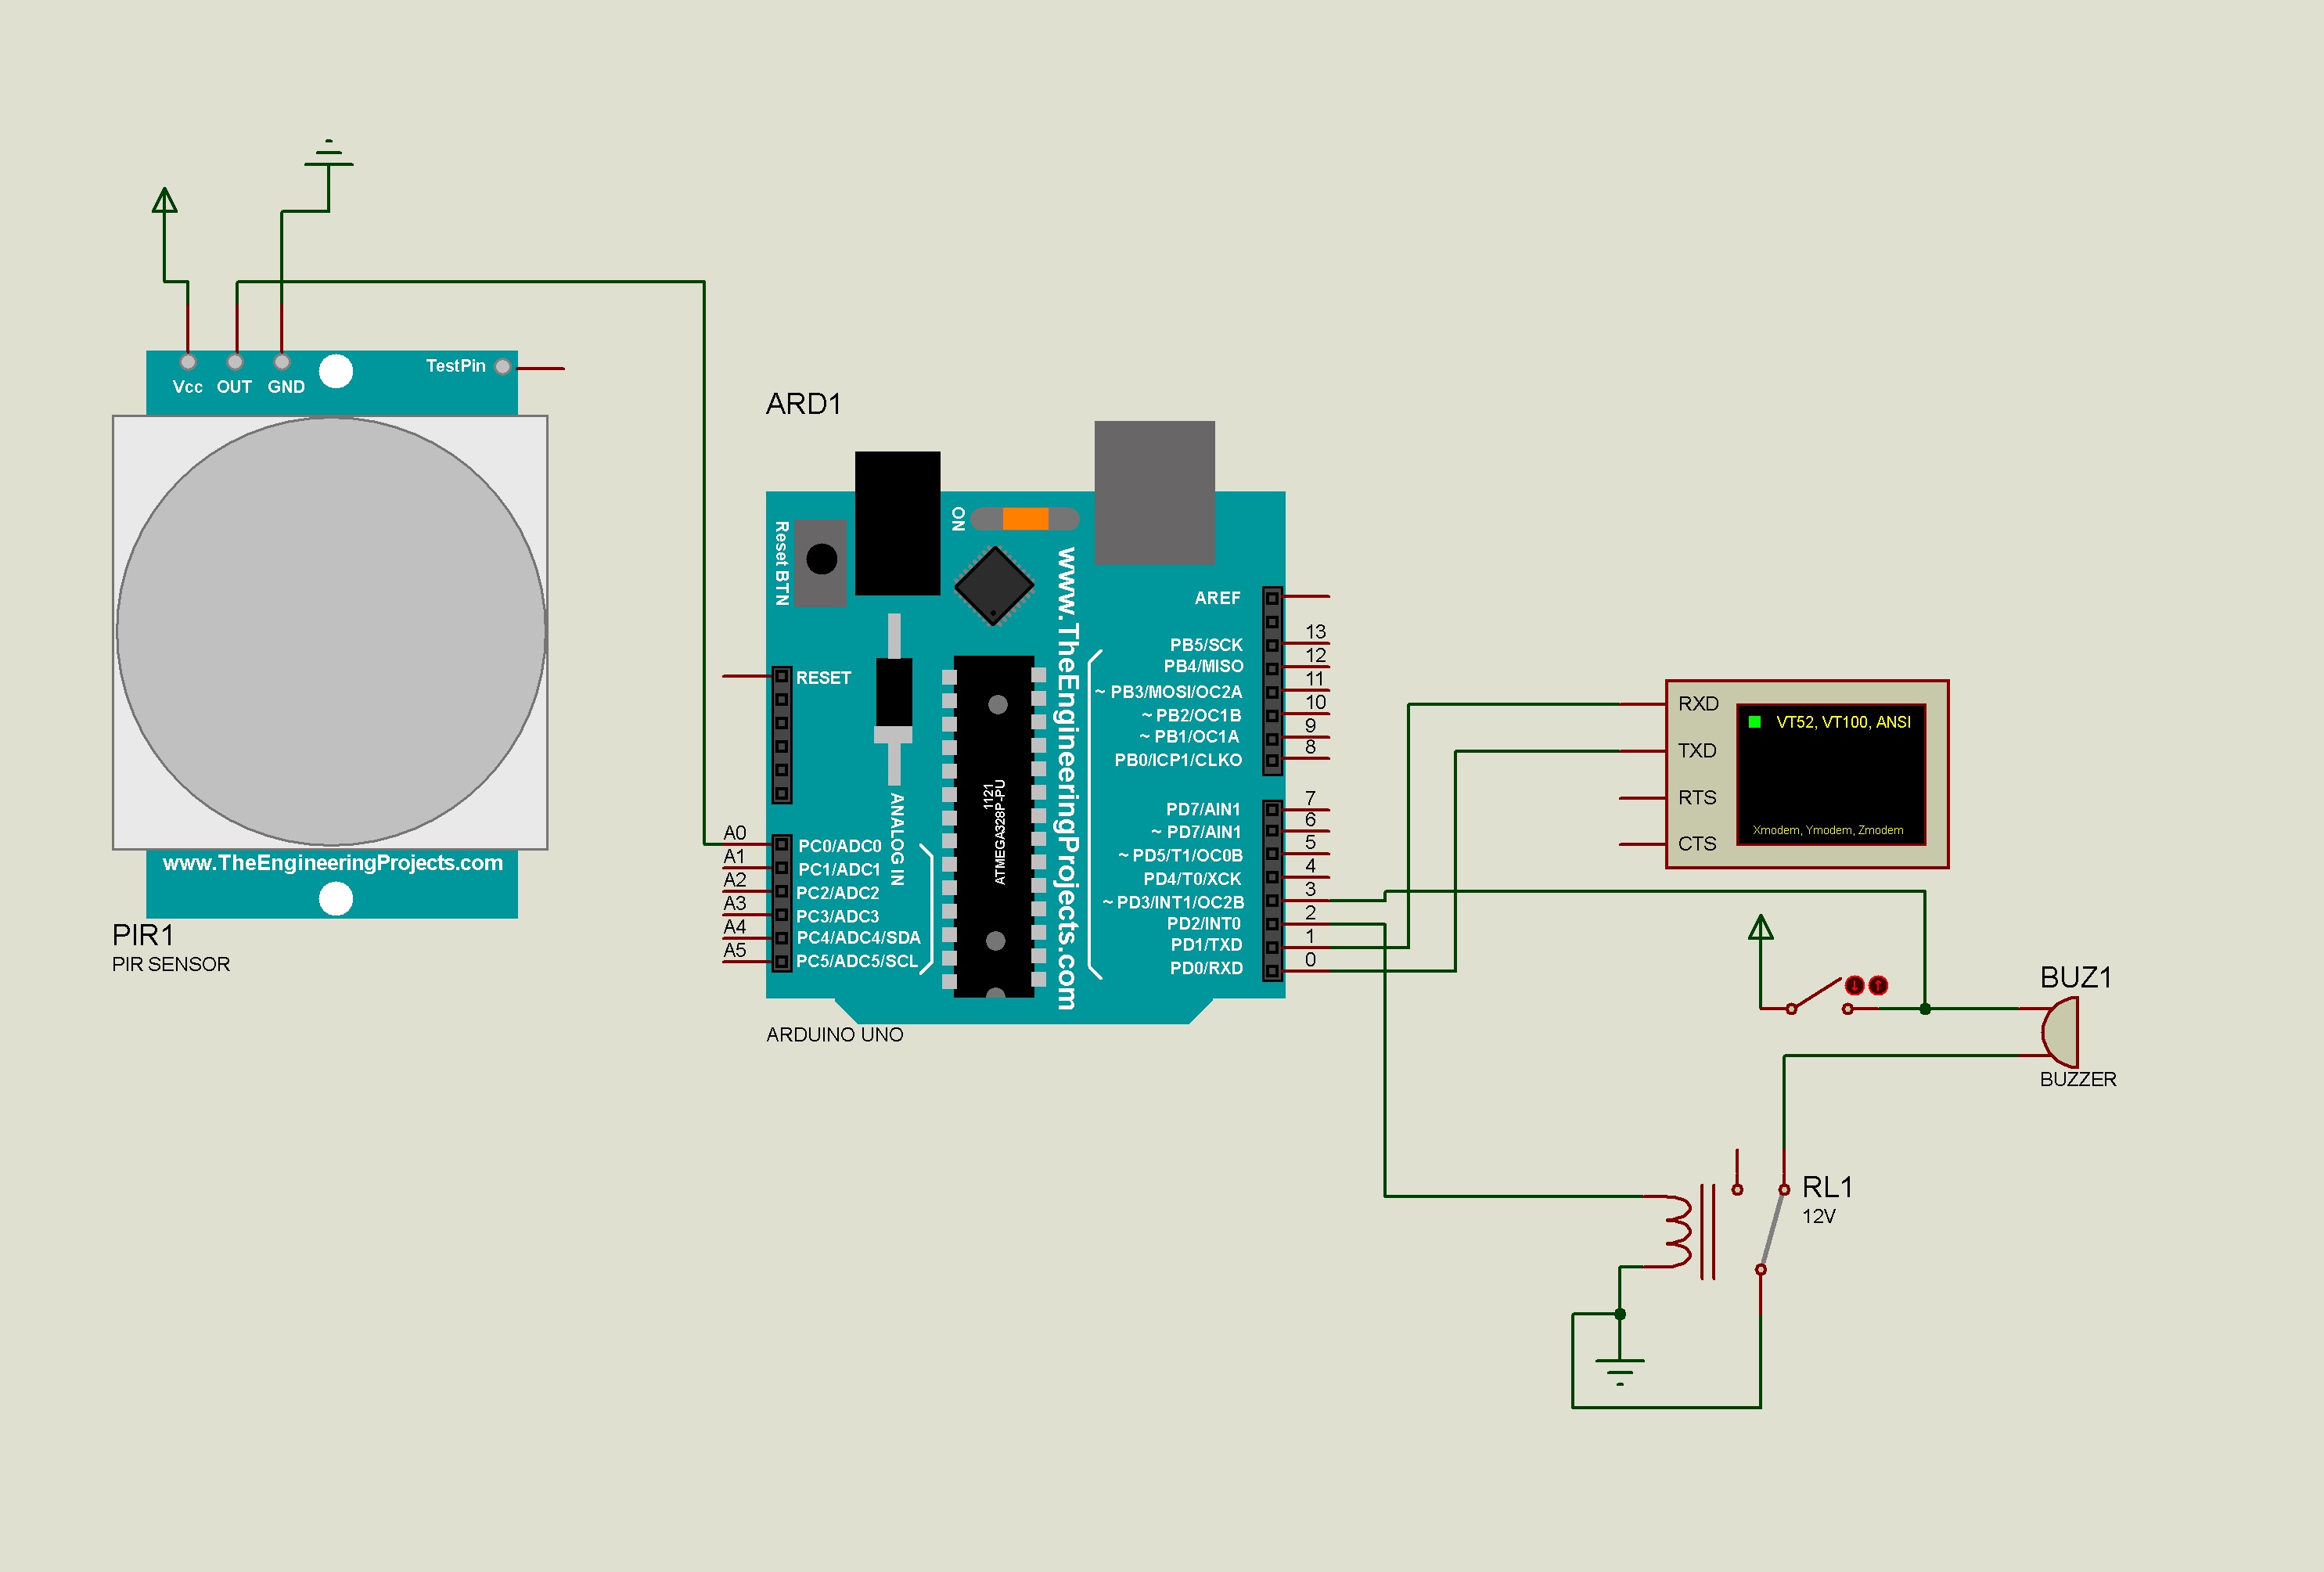 Vcc OUT GND
TestPin
www.TheEngineeringProjects.com
PIR1
PIR SENSOR
ARD1
Reset BTN
ON
www.TheEngineeringProjects.com
RESET
ANALOG IN
1121
ATMEGA328P-PU
A0 PC0/ADC0
A1 PC1/ADC1
A2 PC2/ADC2
A3 PC3/ADC3
A4 PC4/ADC4/SDA
A5 PC5/ADC5/SCL
AREF
PB5/SCK 13
PB4/MISO 12
~ PB3/MOSI/OC2A 11
~ PB2/OC1B 10
~ PB1/OC1A 9
PB0/ICP1/CLKO 8
PD7/AIN1 7
~ PD7/AIN1 6
~ PD5/T1/OC0B 5
PD4/T0/XCK 4
~ PD3/INT1/OC2B 3
PD2/INT0 2
PD1/TXD 1
PD0/RXD 0
ARDUINO UNO
RXD
TXD
RTS
CTS
VT52, VT100, ANSI
Xmodem, Ymodem, Zmodem
BUZ1
BUZZER
RL1
12V